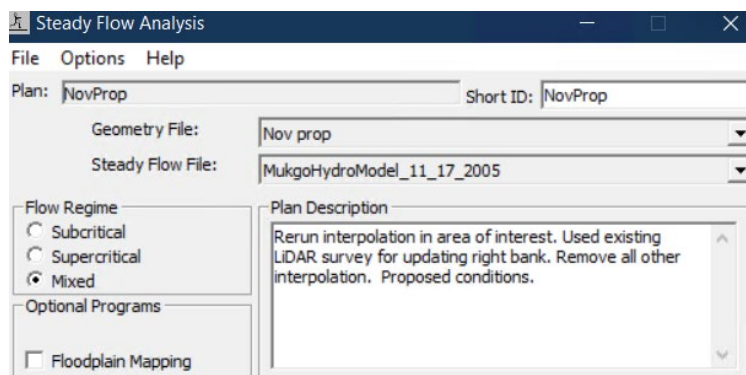 Steady Flow Analysis
File Options Help
Plan: NovProp Short ID: NovProp
Geometry File: Nov prop
Steady Flow File: MukgoHydroModel_11_17_2005
Flow Regime
Subcritical
Supercritical
Mixed
Optional Programs
Floodplain Mapping
Plan Description
Rerun interpolation in area of interest. Used existing
LiDAR survey for updating right bank. Remove all other
interpolation. Proposed conditions.